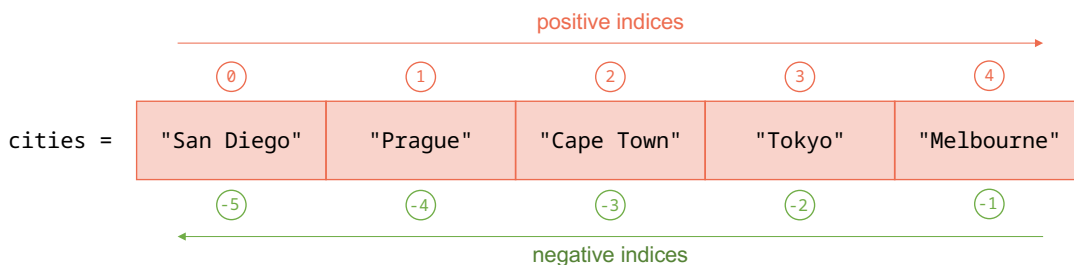 positive indices
0 1 2 3 4
cities = "San Diego" "Prague" "Cape Town" "Tokyo" "Melbourne"
-5 -4 -3 -2 -1
negative indices